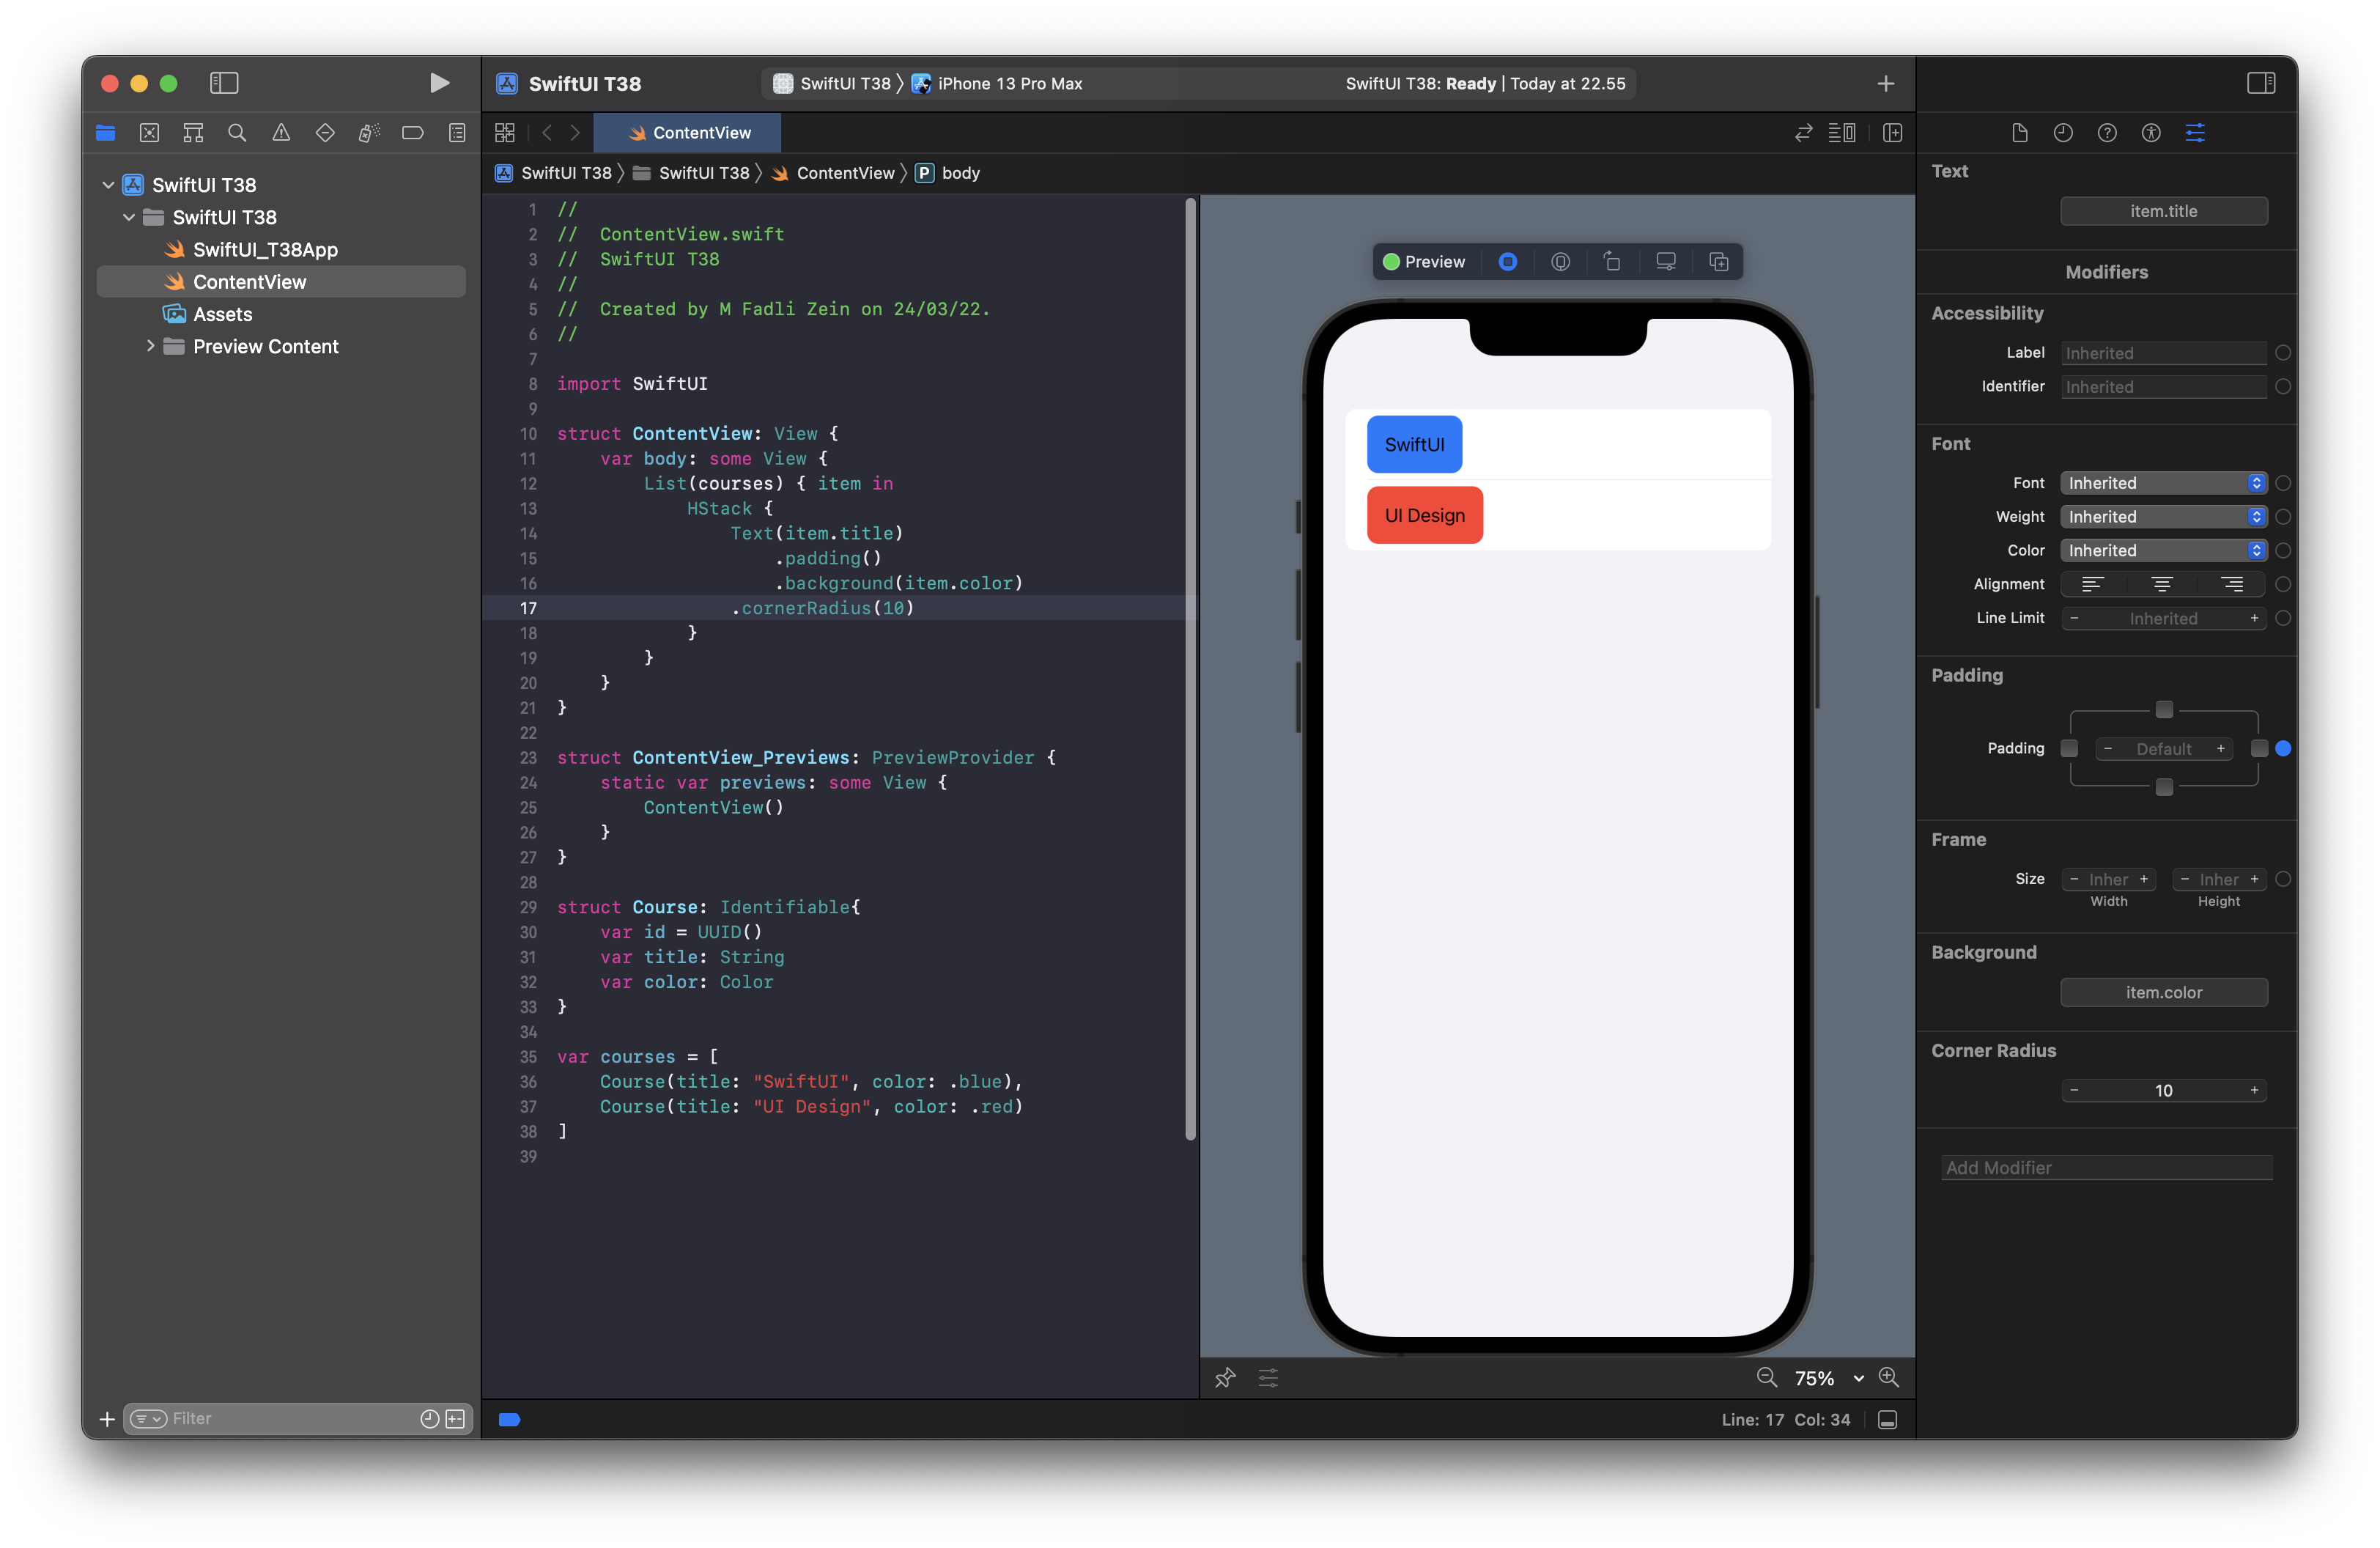 SwiftUI T38
SwiftUI T38 〉 iPhone 13 Pro Max
SwiftUI T38: Ready | Today at 22.55
ContentView
SwiftUI T38 〉 SwiftUI T38 〉 ContentView 〉 P body
SwiftUI T38
SwiftUI T38
SwiftUI_T38App
ContentView
Assets
Preview Content
Filter
1 //
2 //  ContentView.swift
3 //  SwiftUI T38
4 //
5 //  Created by M Fadli Zein on 24/03/22.
6 //
7
8 import SwiftUI
9
10 struct ContentView: View {
11     var body: some View {
12         List(courses) { item in
13             HStack {
14                 Text(item.title)
15                     .padding()
16                     .background(item.color)
17                 .cornerRadius(10)
18             }
19         }
20     }
21 }
22
23 struct ContentView_Previews: PreviewProvider {
24     static var previews: some View {
25         ContentView()
26     }
27 }
28
29 struct Course: Identifiable{
30     var id = UUID()
31     var title: String
32     var color: Color
33 }
34
35 var courses = [
36     Course(title: "SwiftUI", color: .blue),
37     Course(title: "UI Design", color: .red)
38 ]
39
Preview
SwiftUI
UI Design
75%
Line: 17 Col: 34
Text
item.title
Modifiers
Accessibility
Label Inherited
Identifier Inherited
Font
Font Inherited
Weight Inherited
Color Inherited
Alignment
Line Limit − Inherited +
Padding
Padding − Default +
Frame
Size − Inher + − Inher +
Width Height
Background
item.color
Corner Radius
− 10 +
Add Modifier